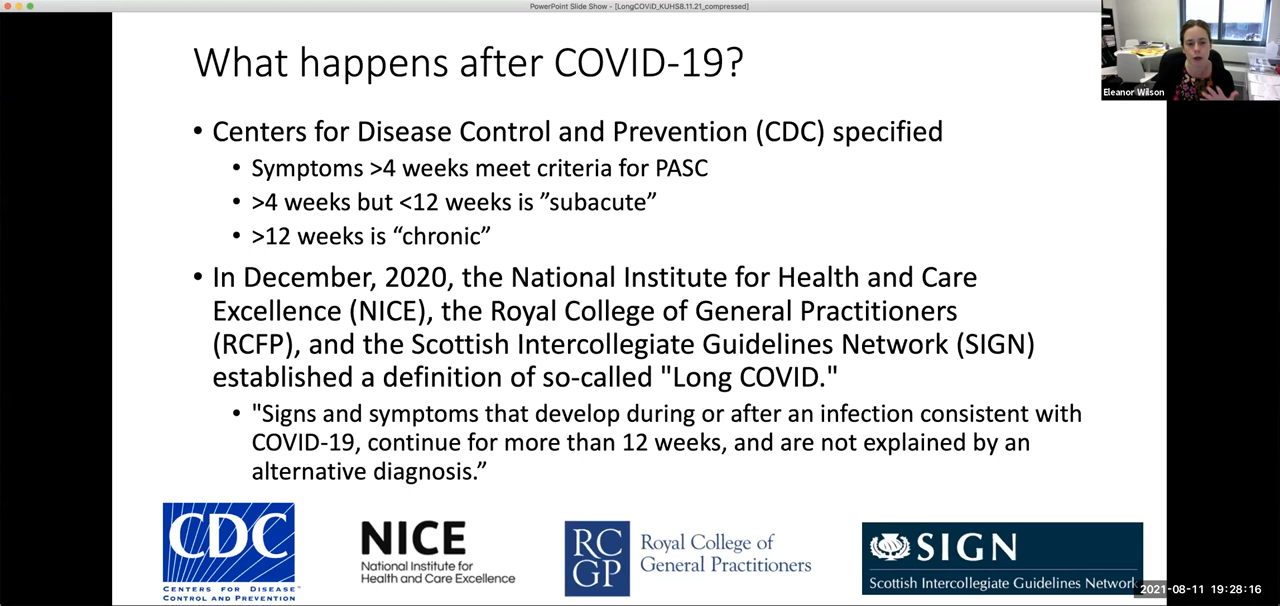 PowerPoint Slide Show - [LongCOViD_KUHS8.11.21_compressed]
What happens after COVID-19?
Eleanor Wilson
• Centers for Disease Control and Prevention (CDC) specified
• Symptoms >4 weeks meet criteria for PASC
• >4 weeks but <12 weeks is ”subacute”
• >12 weeks is “chronic”
• In December, 2020, the National Institute for Health and Care
Excellence (NICE), the Royal College of General Practitioners
(RCFP), and the Scottish Intercollegiate Guidelines Network (SIGN)
established a definition of so-called "Long COVID."
• "Signs and symptoms that develop during or after an infection consistent with
COVID-19, continue for more than 12 weeks, and are not explained by an
alternative diagnosis.”
CDC
CENTERS FOR DISEASE™
CONTROL AND PREVENTION
NICE
National Institute for
Health and Care Excellence
RC
GP
Royal College of
General Practitioners
SIGN
Scottish Intercollegiate Guidelines Network
2021-08-11 19:28:16